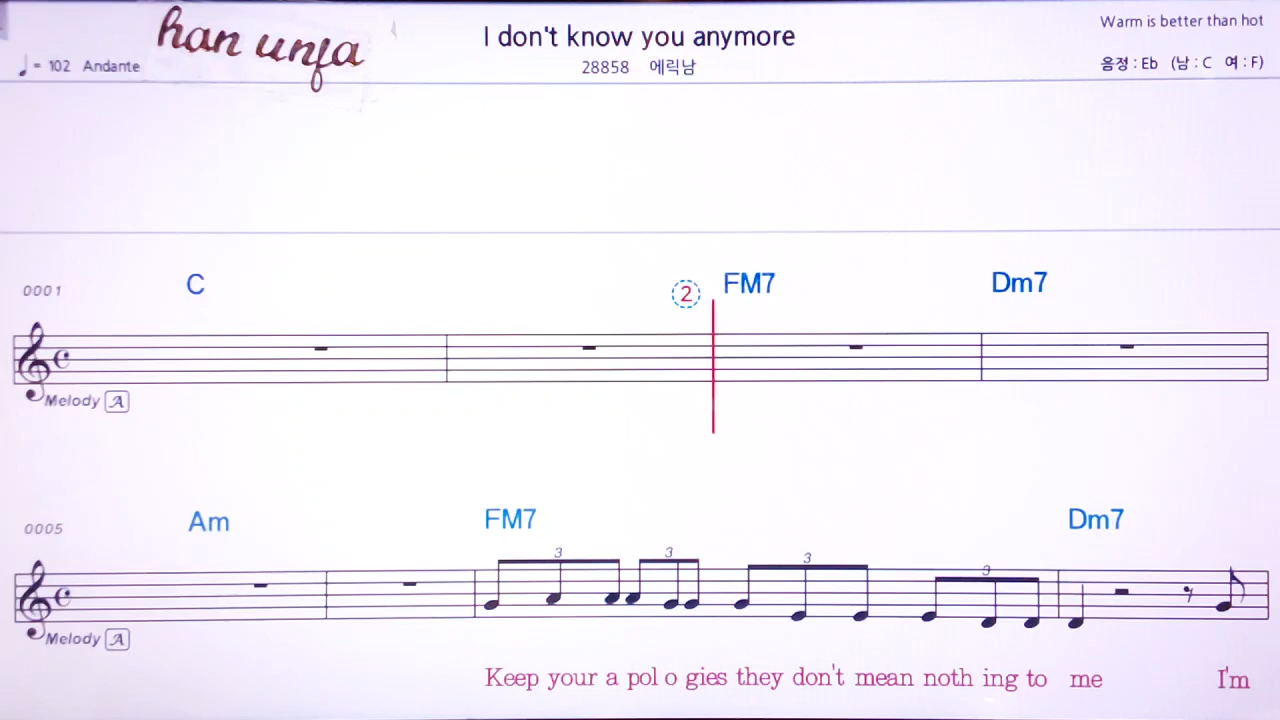 han unfa
I don't know you anymore
Warm is better than hot
♩= 102 Andante
28858 에릭남
음정 : Eb (남 : C 여 : F)
0001 C ② FM7 Dm7
Melody A
0005 Am FM7 Dm7
3 3 3 3
Melody A
Keep your a pol o gies they don't mean noth ing to me I'm